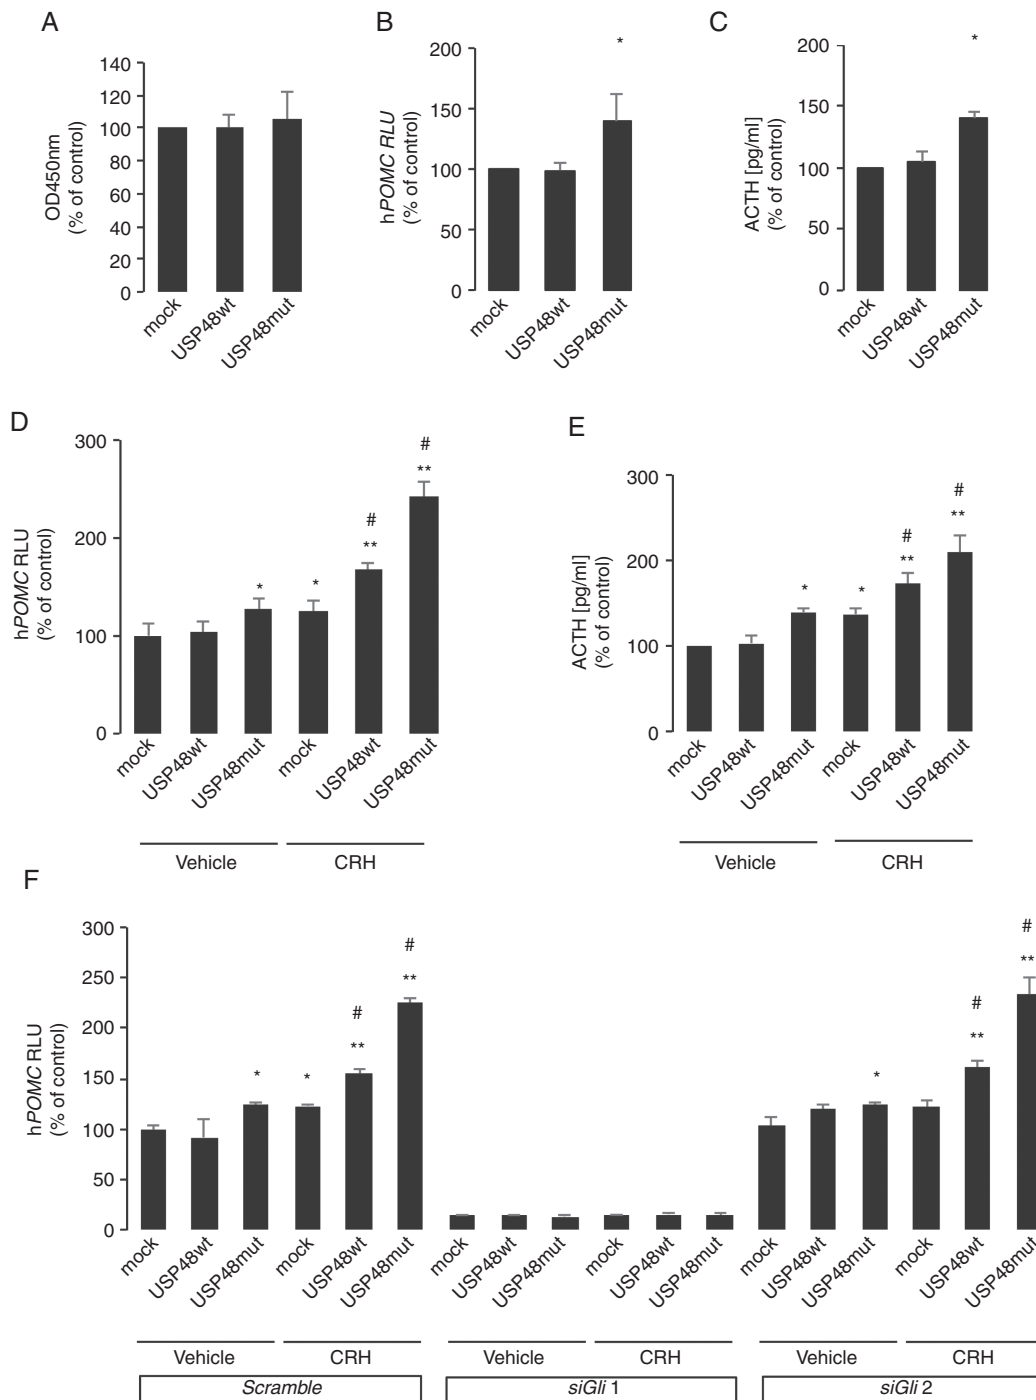 A
OD450nm
(% of control)
140
120
100
80
60
40
20
0
mock
USP48wt
USP48mut
B
hPOMC RLU
(% of control)
200
150
100
50
0
*
mock
USP48wt
USP48mut
C
ACTH [pg/ml]
(% of control)
200
150
100
50
0
*
mock
USP48wt
USP48mut
D
hPOMC RLU
(% of control)
300
200
100
0
*
*
#
**
#
**
mock
USP48wt
USP48mut
mock
USP48wt
USP48mut
Vehicle
CRH
E
ACTH [pg/ml]
(% of control)
300
200
100
0
*
*
#
**
#
**
mock
USP48wt
USP48mut
mock
USP48wt
USP48mut
Vehicle
CRH
F
hPOMC RLU
(% of control)
300
250
200
150
100
50
0
*
*
#
**
#
**
*
#
**
#
**
mock
USP48wt
USP48mut
mock
USP48wt
USP48mut
mock
USP48wt
USP48mut
mock
USP48wt
USP48mut
mock
USP48wt
USP48mut
mock
USP48wt
USP48mut
Vehicle
CRH
Vehicle
CRH
Vehicle
CRH
Scramble
siGli 1
siGli 2